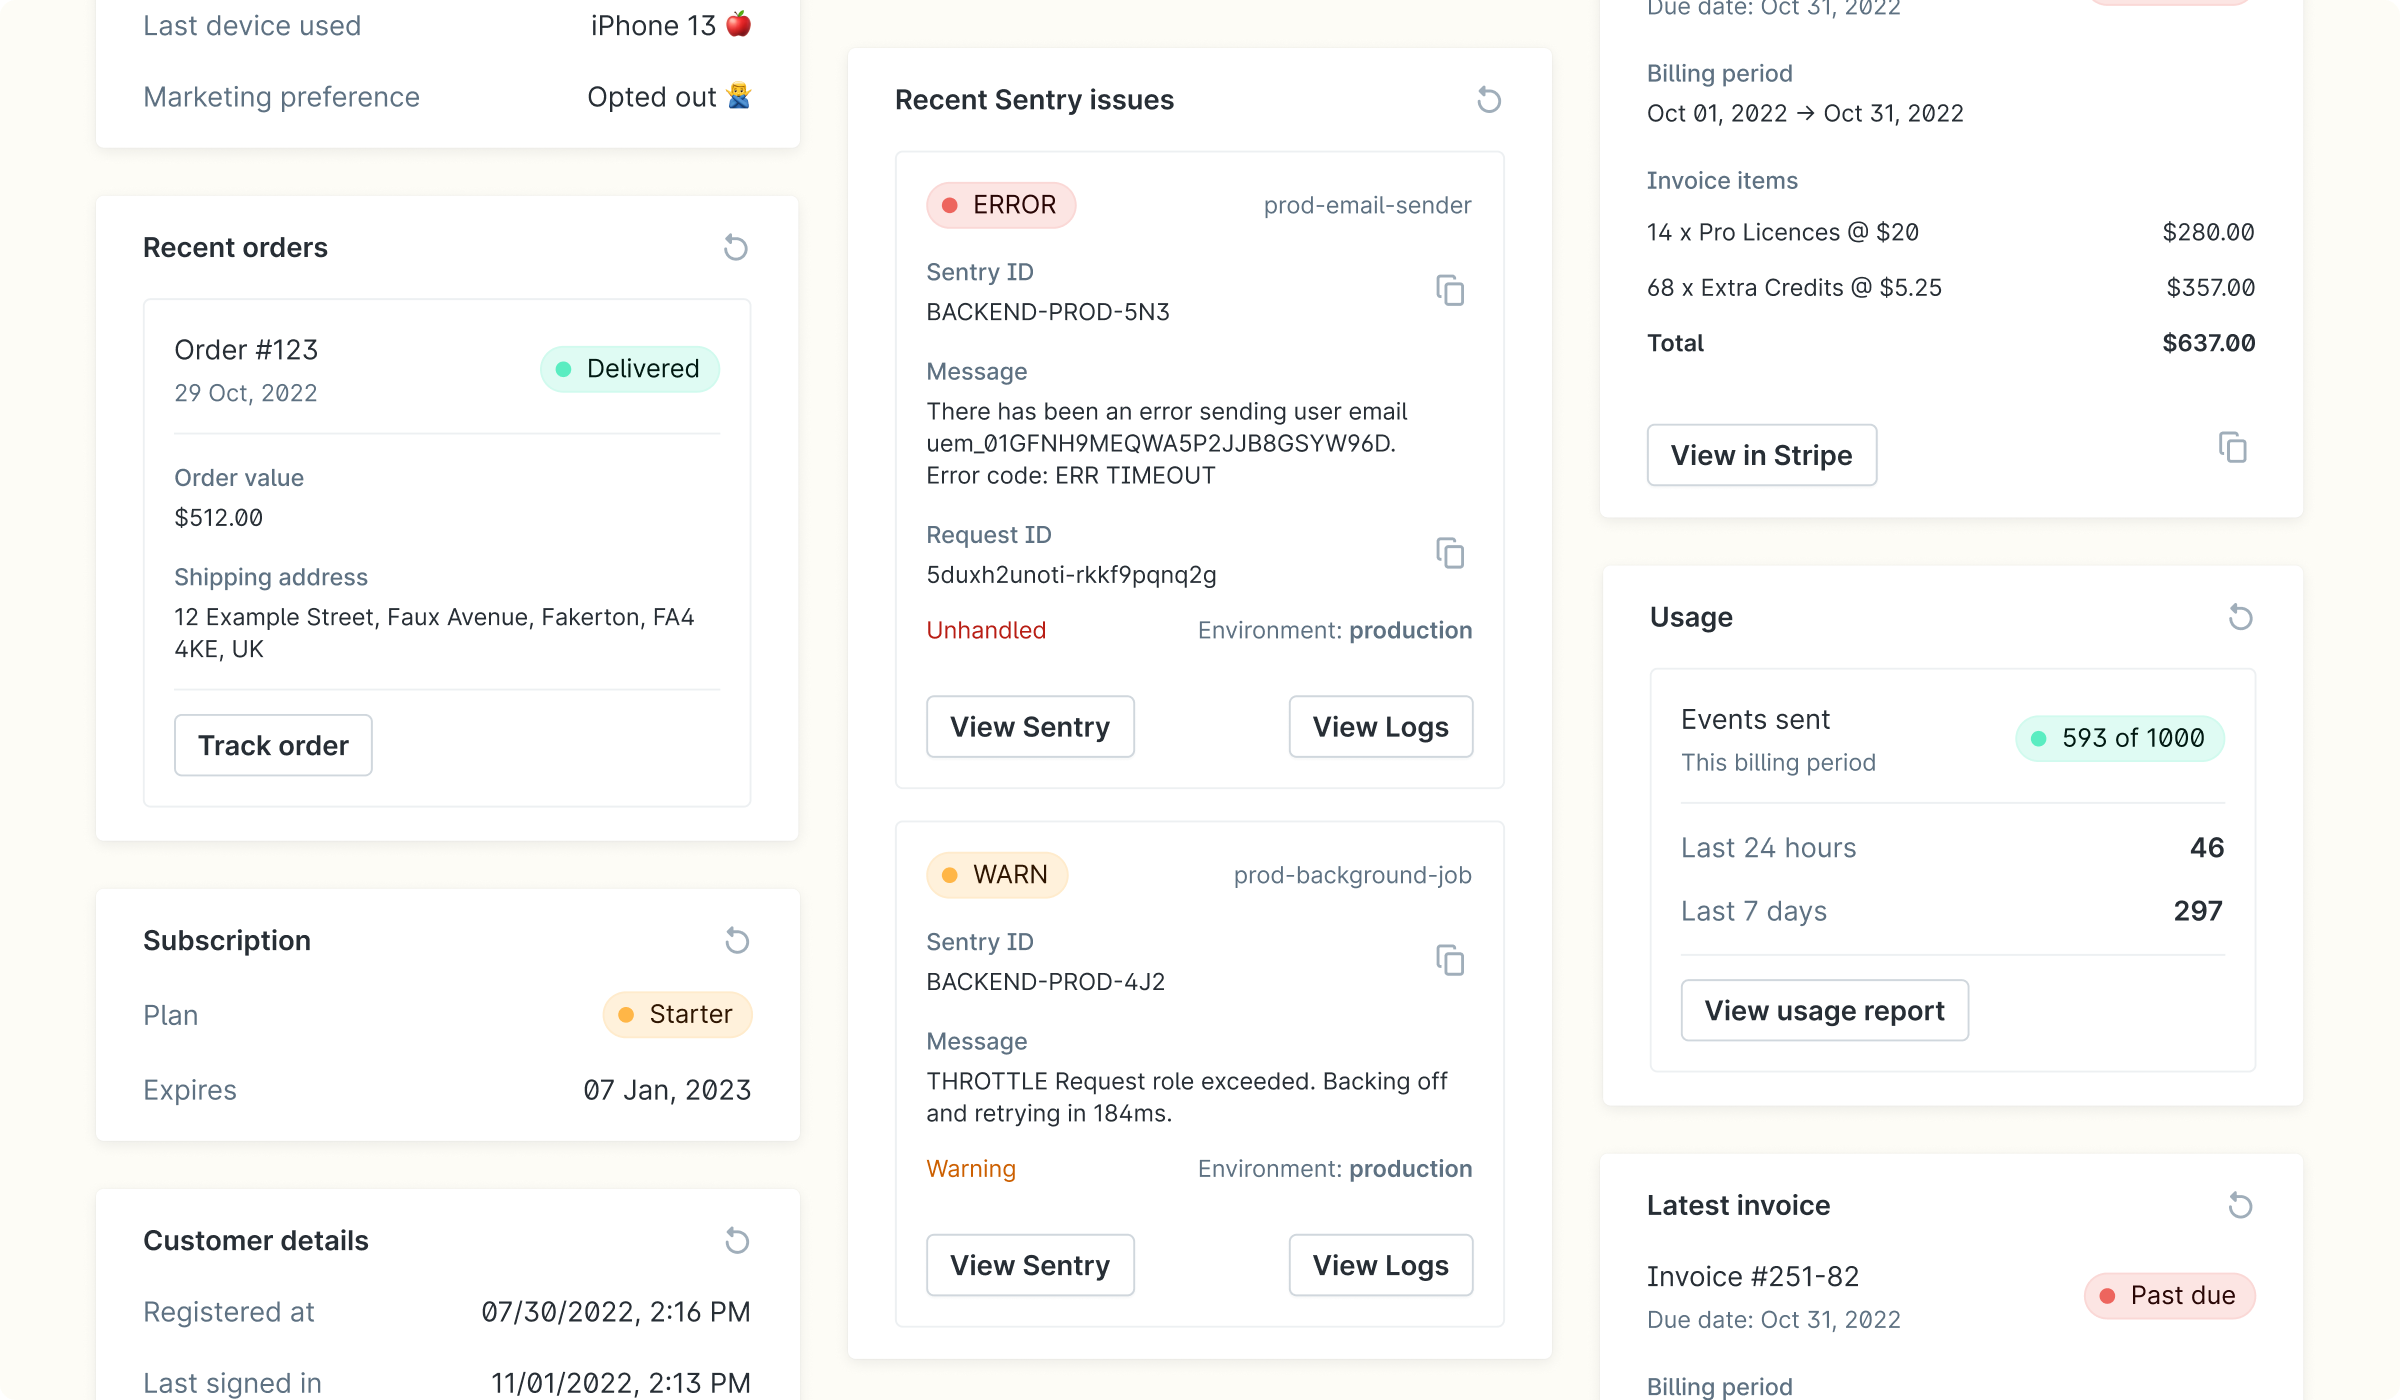 Last device used
iPhone 13
Marketing preference
Opted out
Recent orders
Order #123
29 Oct, 2022
Delivered
Order value
$512.00
Shipping address
12 Example Street, Faux Avenue, Fakerton, FA4
4KE, UK
Track order
Subscription
Plan
Starter
Expires
07 Jan, 2023
Customer details
Registered at
07/30/2022, 2:16 PM
Last signed in
11/01/2022, 2:13 PM
Recent Sentry issues
ERROR
prod-email-sender
Sentry ID
BACKEND-PROD-5N3
Message
There has been an error sending user email
uem_01GFNH9MEQWA5P2JJB8GSYW96D.
Error code: ERR TIMEOUT
Request ID
5duxh2unoti-rkkf9pqnq2g
Unhandled
Environment: production
View Sentry
View Logs
WARN
prod-background-job
Sentry ID
BACKEND-PROD-4J2
Message
THROTTLE Request role exceeded. Backing off
and retrying in 184ms.
Warning
Environment: production
View Sentry
View Logs
Due date: Oct 31, 2022
Billing period
Oct 01, 2022 → Oct 31, 2022
Invoice items
14 x Pro Licences @ $20
$280.00
68 x Extra Credits @ $5.25
$357.00
Total
$637.00
View in Stripe
Usage
Events sent
This billing period
593 of 1000
Last 24 hours
46
Last 7 days
297
View usage report
Latest invoice
Invoice #251-82
Due date: Oct 31, 2022
Past due
Billing period